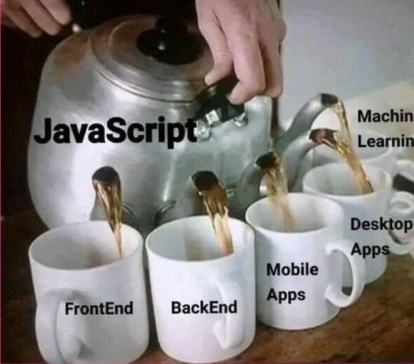 JavaScript
Machin
Learnin
Desktop
Apps
Mobile
Apps
FrontEnd
BackEnd